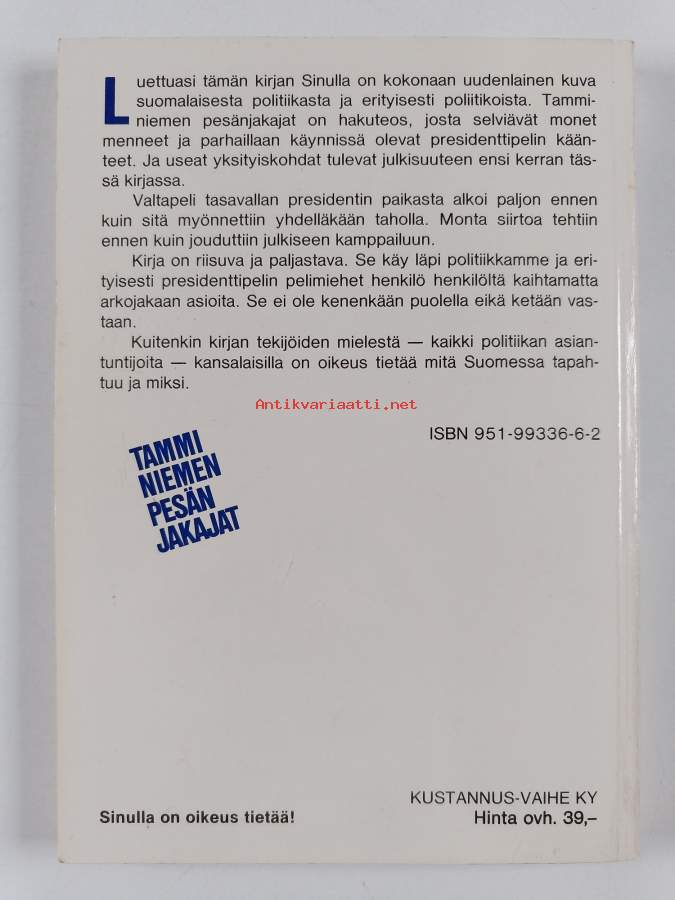 Luettuasi tämän kirjan Sinulla on kokonaan uudenlainen kuva
suomalaisesta politiikasta ja erityisesti poliitikoista. Tammi-
niemen pesänjakajat on hakuteos, josta selviävät monet
menneet ja parhaillaan käynnissä olevat presidenttipelin kään-
teet. Ja useat yksityiskohdat tulevat julkisuuteen ensi kerran täs-
sä kirjassa.
Valtapeli tasavallan presidentin paikasta alkoi paljon ennen
kuin sitä myönnettiin yhdelläkään taholla. Monta siirtoa tehtiin
ennen kuin jouduttiin julkiseen kamppailuun.
Kirja on riisuva ja paljastava. Se käy läpi politiikkamme ja eri-
tyisesti presidenttipelin pelimiehet henkilö henkilöltä kaihtamatta
arkojakaan asioita. Se ei ole kenenkään puolella eikä ketään vas-
taan.
Kuitenkin kirjan tekijöiden mielestä — kaikki politiikan asian-
tuntijoita — kansalaisilla on oikeus tietää mitä Suomessa tapah-
tuu ja miksi.
Antikvariaatti.net
ISBN 951-99336-6-2
TAMMI
NIEMEN
PESÄN
JAKAJAT
KUSTANNUS-VAIHE KY
Sinulla on oikeus tietää! Hinta ovh. 39,–